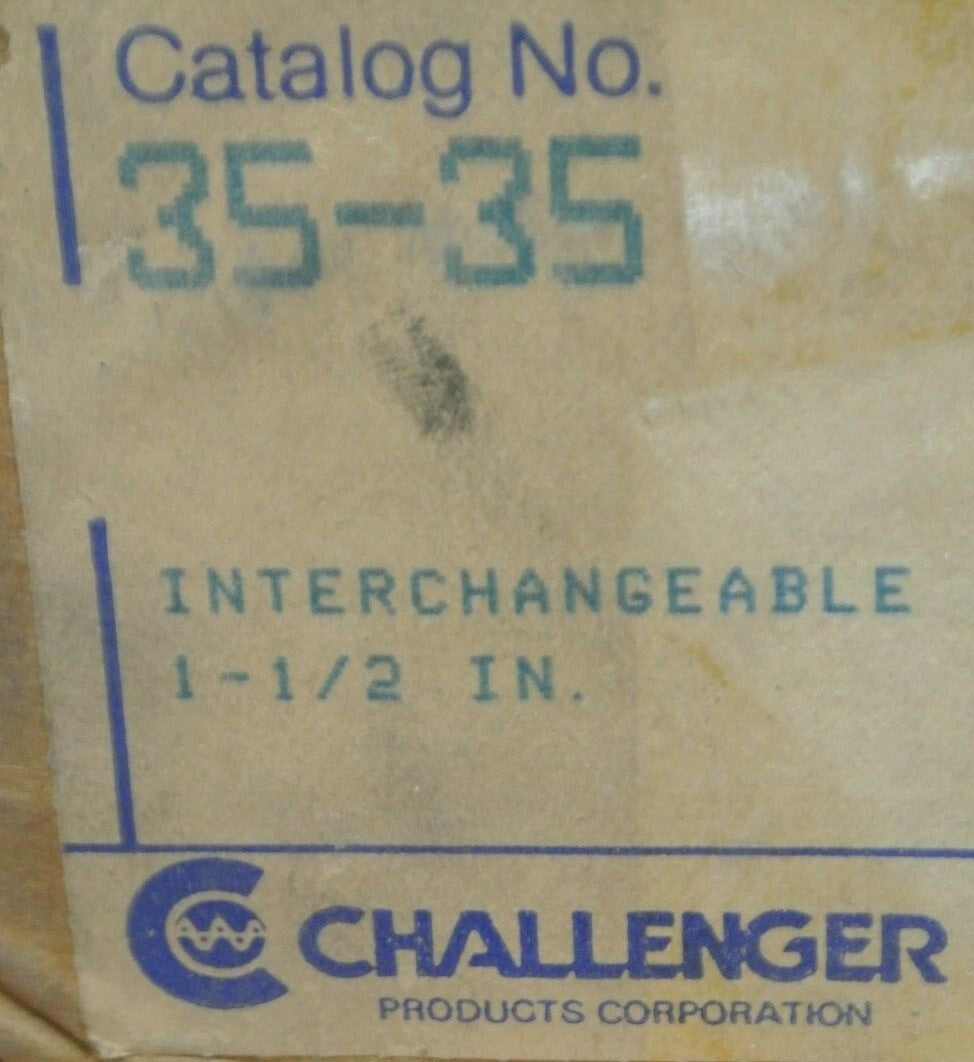 Catalog No.
35-35
INTERCHANGEABLE
1-1/2 IN.
CHALLENGER
PRODUCTS CORPORATION